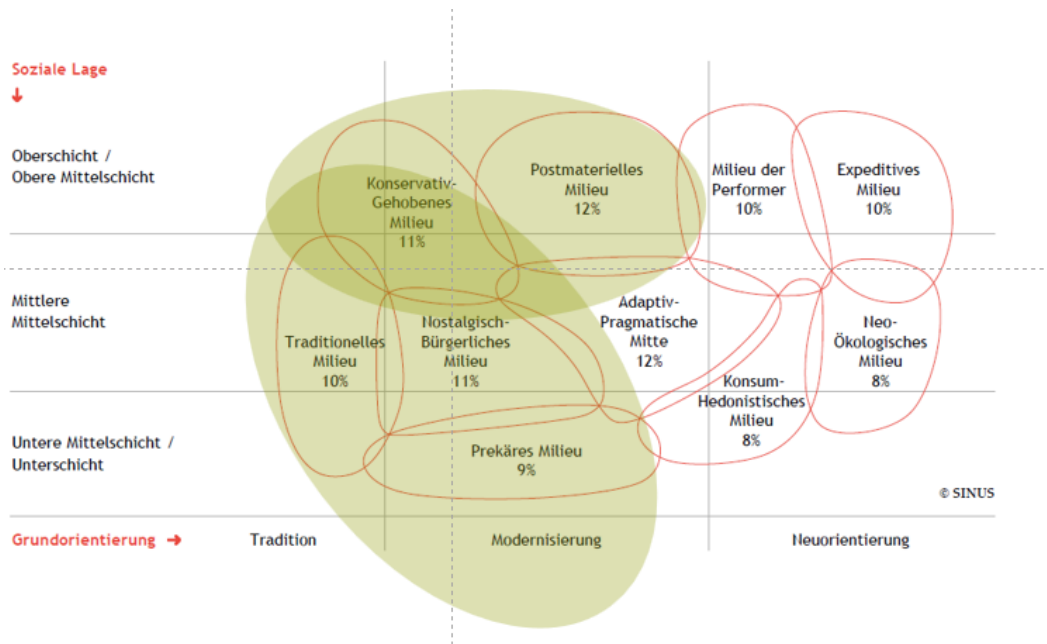 Soziale Lage
↓
Oberschicht /
Obere Mittelschicht
Konservativ-
Gehobenes
Milieu
11%
Postmaterielles
Milieu
12%
Milieu der
Performer
10%
Expeditives
Milieu
10%
Mittlere
Mittelschicht
Traditionelles
Milieu
10%
Nostalgisch-
Bürgerliches
Milieu
11%
Adaptiv-
Pragmatische
Mitte
12%
Konsum-
Hedonistisches
Milieu
8%
Neo-
Ökologisches
Milieu
8%
Untere Mittelschicht /
Unterschicht
Prekäres Milieu
9%
© SINUS
Grundorientierung →
Tradition
Modernisierung
Neuorientierung